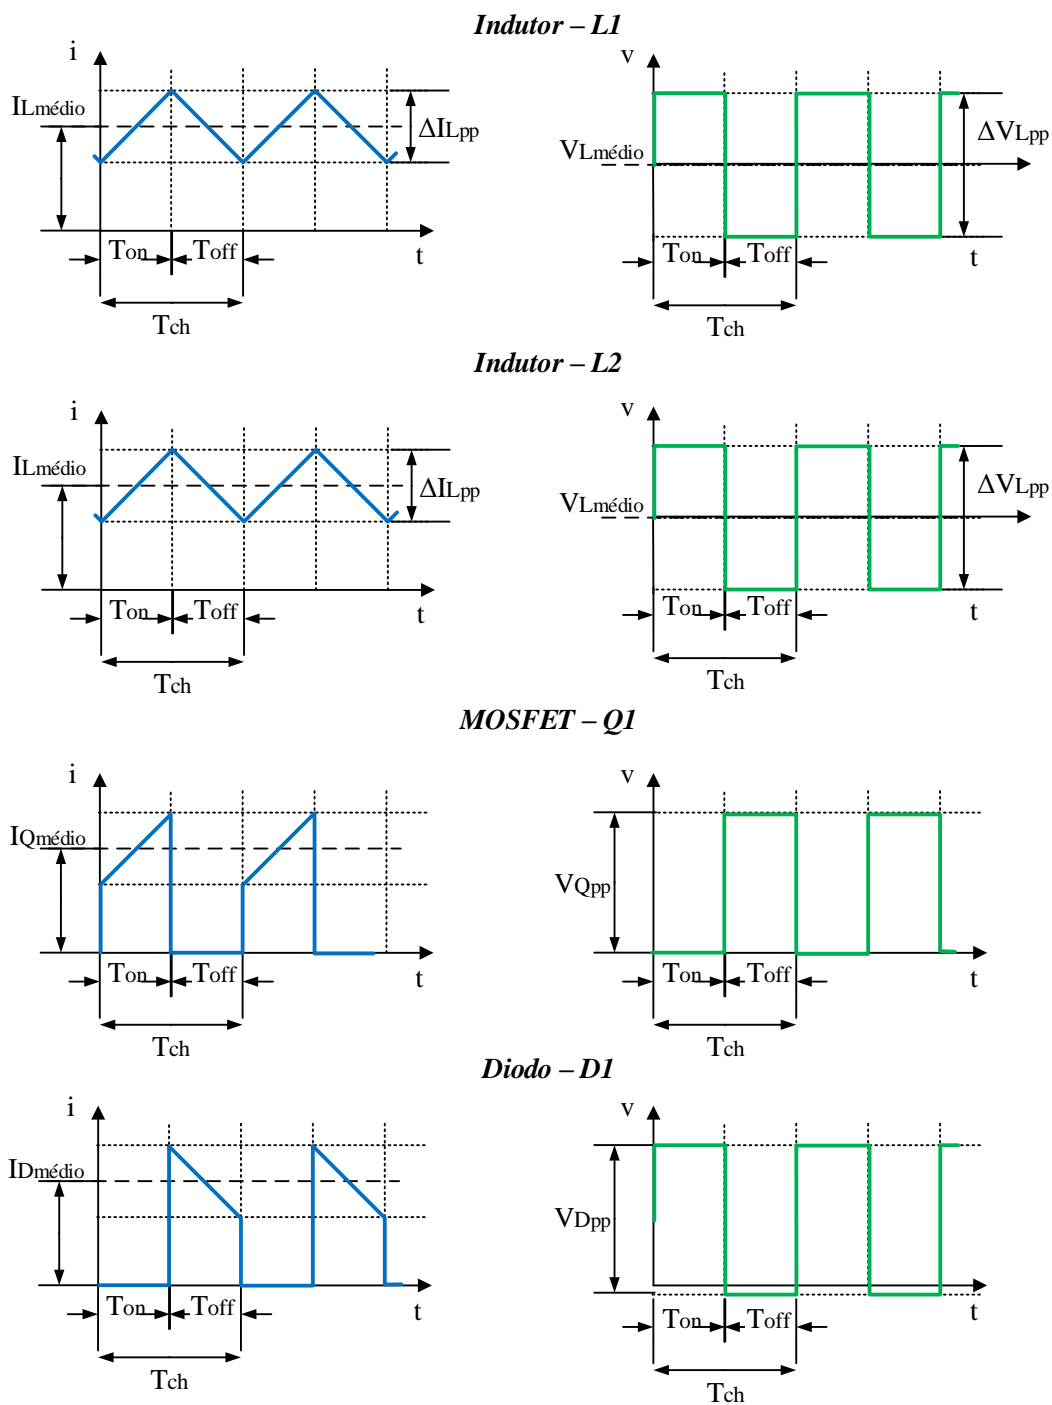 Indutor – L1
i
ILmédio
ΔILpp
Ton
Toff
t
Tch
v
VLmédio
ΔVLpp
Ton
Toff
t
Tch
Indutor – L2
i
ILmédio
ΔILpp
Ton
Toff
t
Tch
v
VLmédio
ΔVLpp
Ton
Toff
t
Tch
MOSFET – Q1
i
IQmédio
Ton
Toff
t
Tch
v
VQpp
Ton
Toff
t
Tch
Diodo – D1
i
IDmédio
Ton
Toff
t
Tch
v
VDpp
Ton
Toff
t
Tch